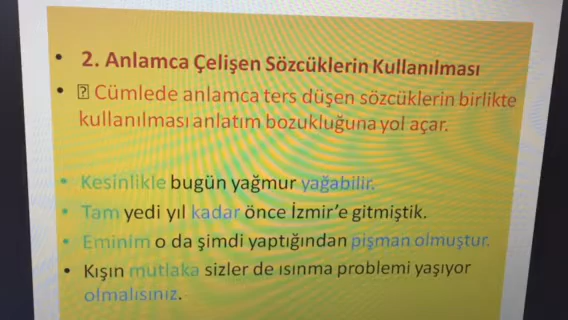 • 2. Anlamca Çelişen Sözcüklerin Kullanılması
• Cümlede anlamca ters düşen sözcüklerin birlikte
kullanılması anlatım bozukluğuna yol açar.
• Kesinlikle bugün yağmur yağabilir.
• Tam yedi yıl kadar önce İzmir’e gitmiştik.
• Eminim o da şimdi yaptığından pişman olmuştur.
• Kışın mutlaka sizler de ısınma problemi yaşıyor
olmalısınız.